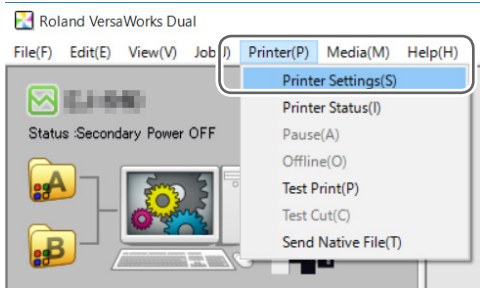 Roland VersaWorks Dual
File(F) Edit(E) View(V) Job(J) Printer(P) Media(M) Help(H)
Printer Settings(S)
Printer Status(I)
Pause(A)
Offline(O)
Test Print(P)
Test Cut(C)
Send Native File(T)
Status :Secondary Power OFF
A
B